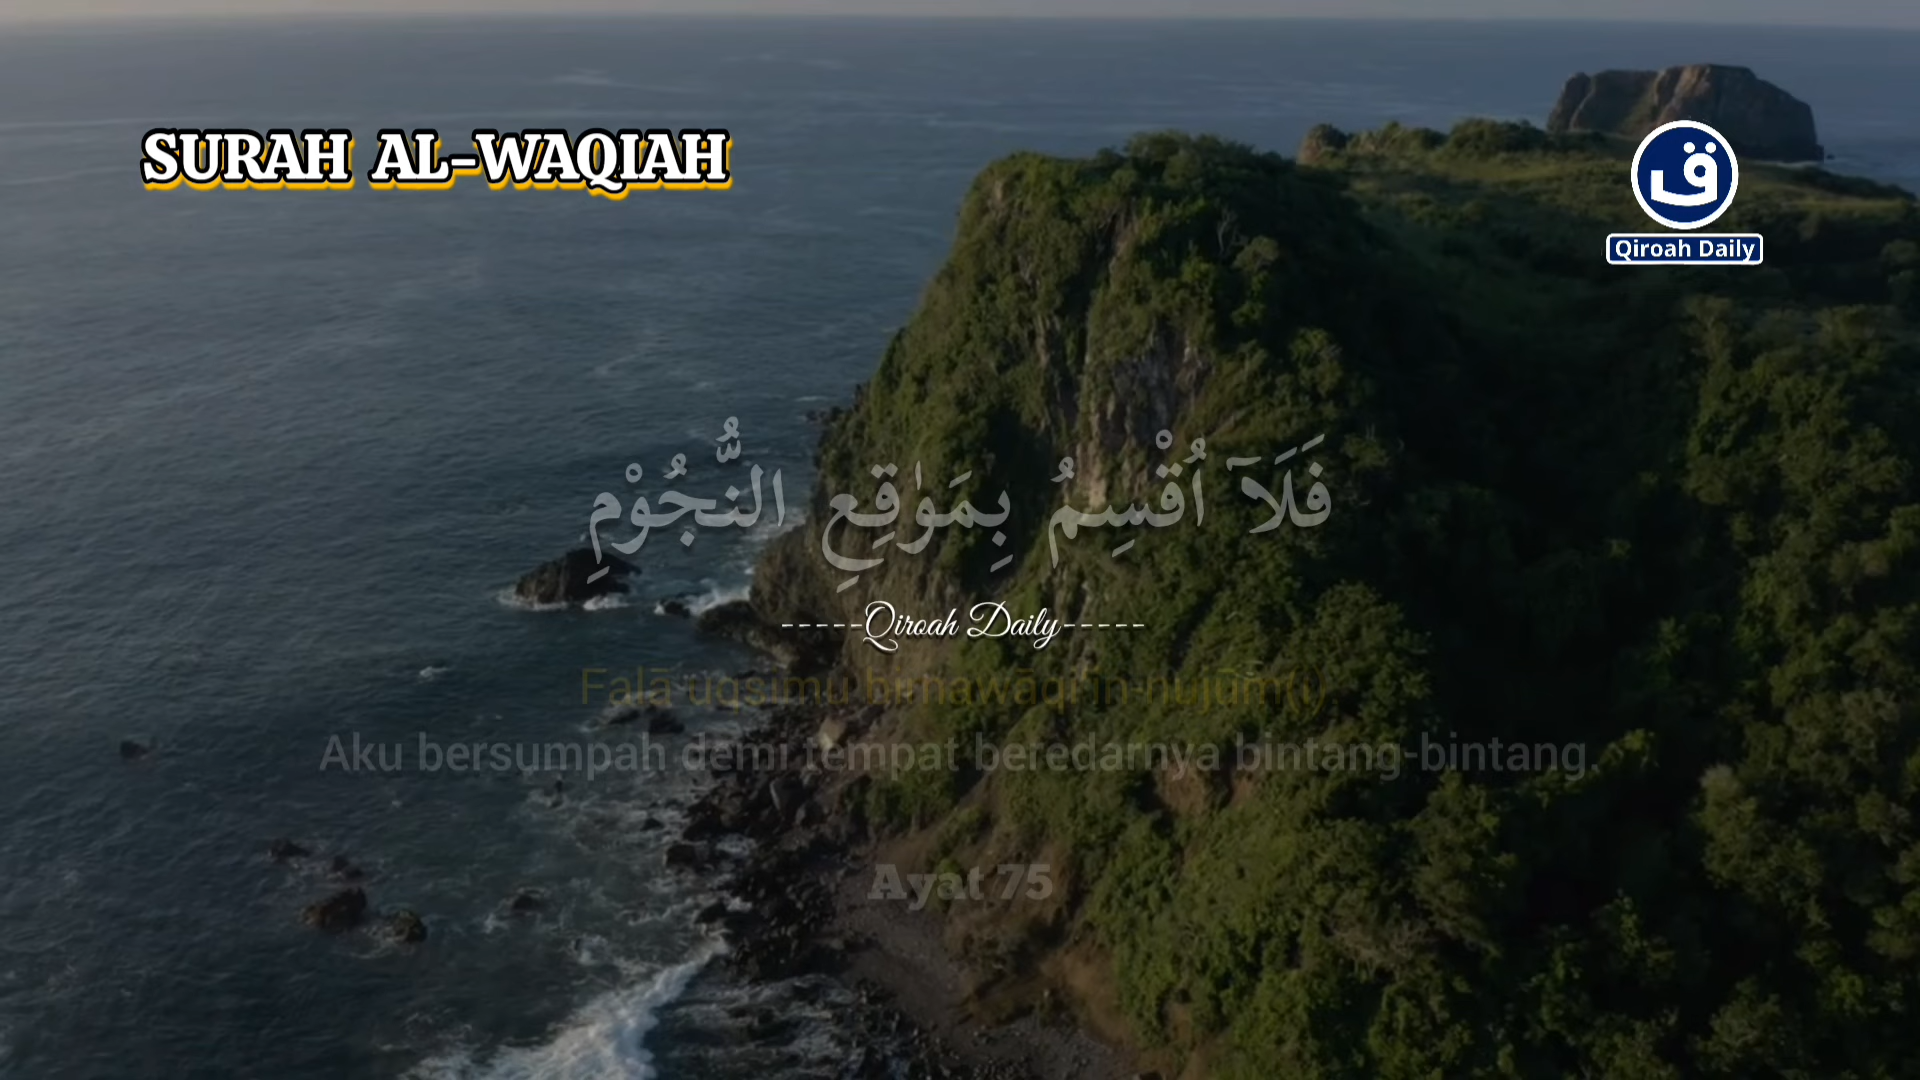 SURAH AL-WAQIAH
ق
Qiroah Daily
فَلَآ اُقْسِمُ بِمَوٰقِعِ النُّجُوْمِ
-----Qiroah Daily-----
Falā uqsimu bimawāqi‘in-nujūm(i).
Aku bersumpah demi tempat beredarnya bintang-bintang.
Ayat 75